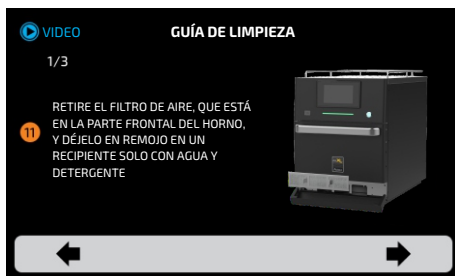 VIDEO
GUÍA DE LIMPIEZA
1/3
11
RETIRE EL FILTRO DE AIRE, QUE ESTÁ
EN LA PARTE FRONTAL DEL HORNO,
Y DÉJELO EN REMOJO EN UN
RECIPIENTE SOLO CON AGUA Y
DETERGENTE